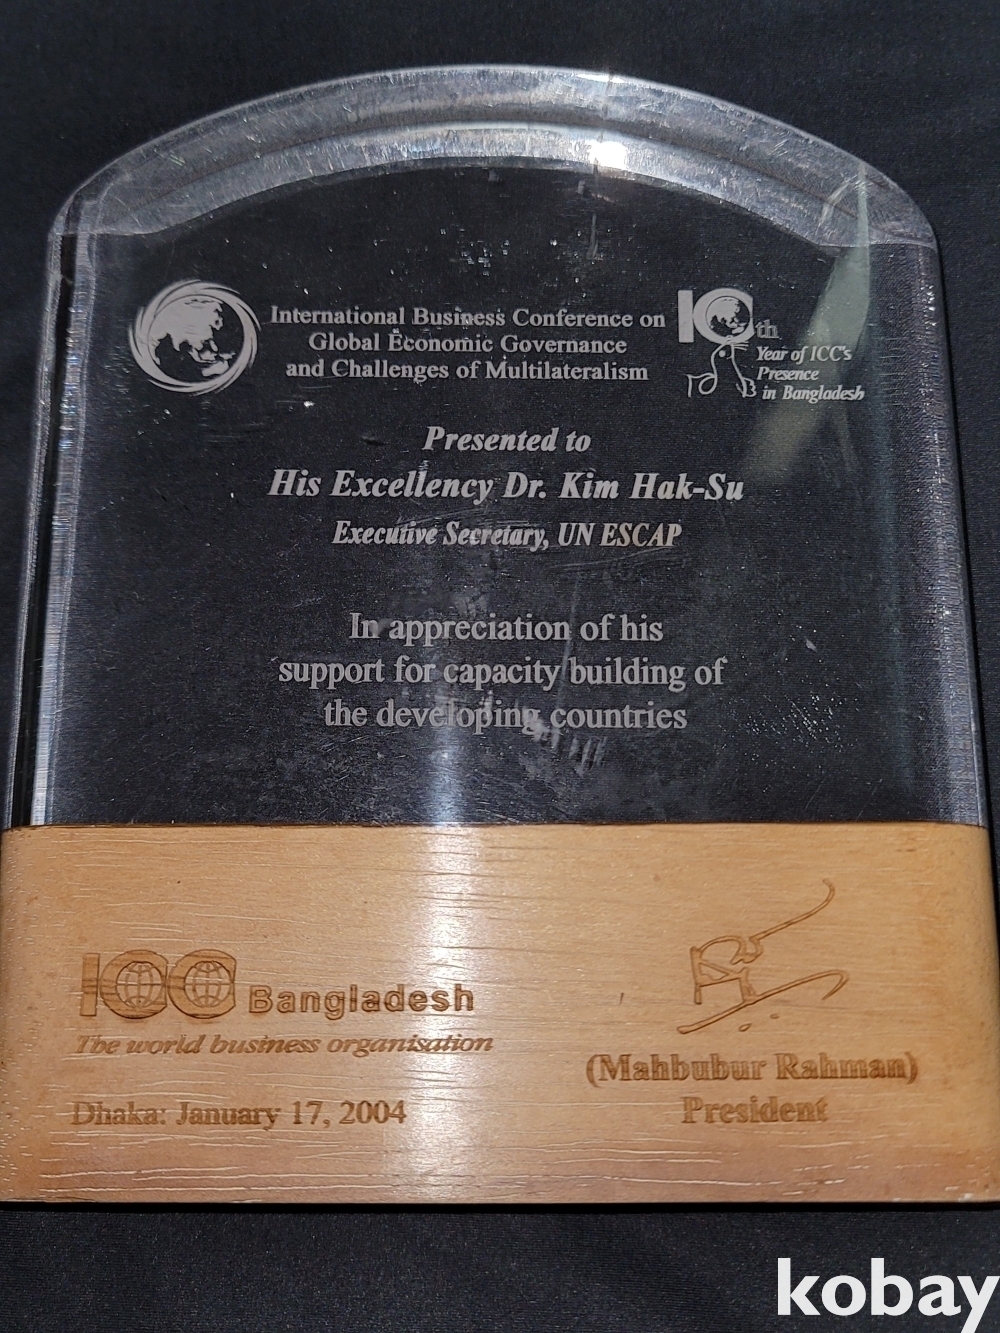 International Business Conference on
Global Economic Governance
and Challenges of Multilateralism
10th
Year of ICC's
Presence
in Bangladesh
Presented to
His Excellency Dr. Kim Hak-Su
Executive Secretary, UN ESCAP
In appreciation of his
support for capacity building of
the developing countries
ICC Bangladesh
The world business organisation
Dhaka: January 17, 2004
(Mahbubur Rahman)
President
kobay